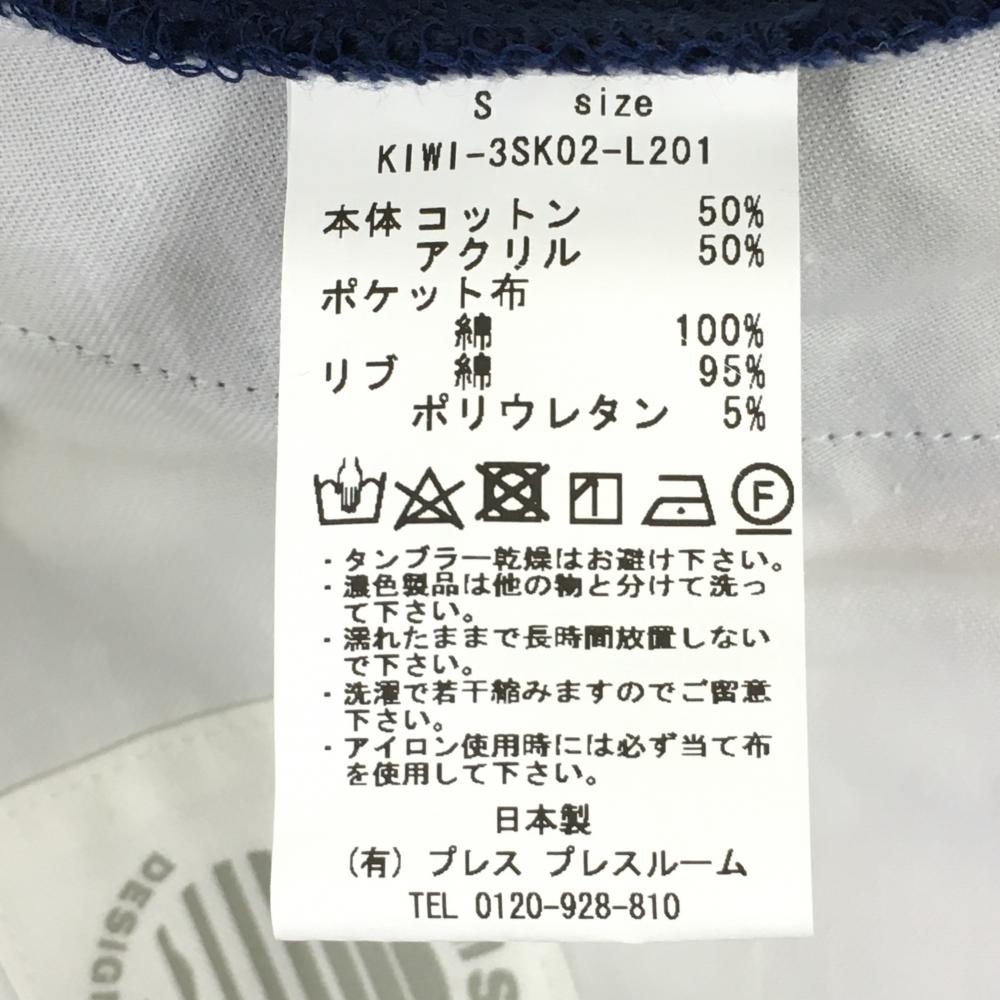 S size
KIWI-3SK02-L201
本体 コットン 50%
アクリル 50%
ポケット布
綿 100%
リブ 綿 95%
ポリウレタン 5%
F
・タンブラー乾燥はお避け下さい。
・濃色製品は他の物と分けて洗っ
て下さい。
・濡れたままで長時間放置しない
で下さい。
・洗濯で若干縮みますのでご留意
下さい。
・アイロン使用時には必ず当て布
を使用して下さい。
日本製
(有) プレス プレスルーム
TEL 0120-928-810